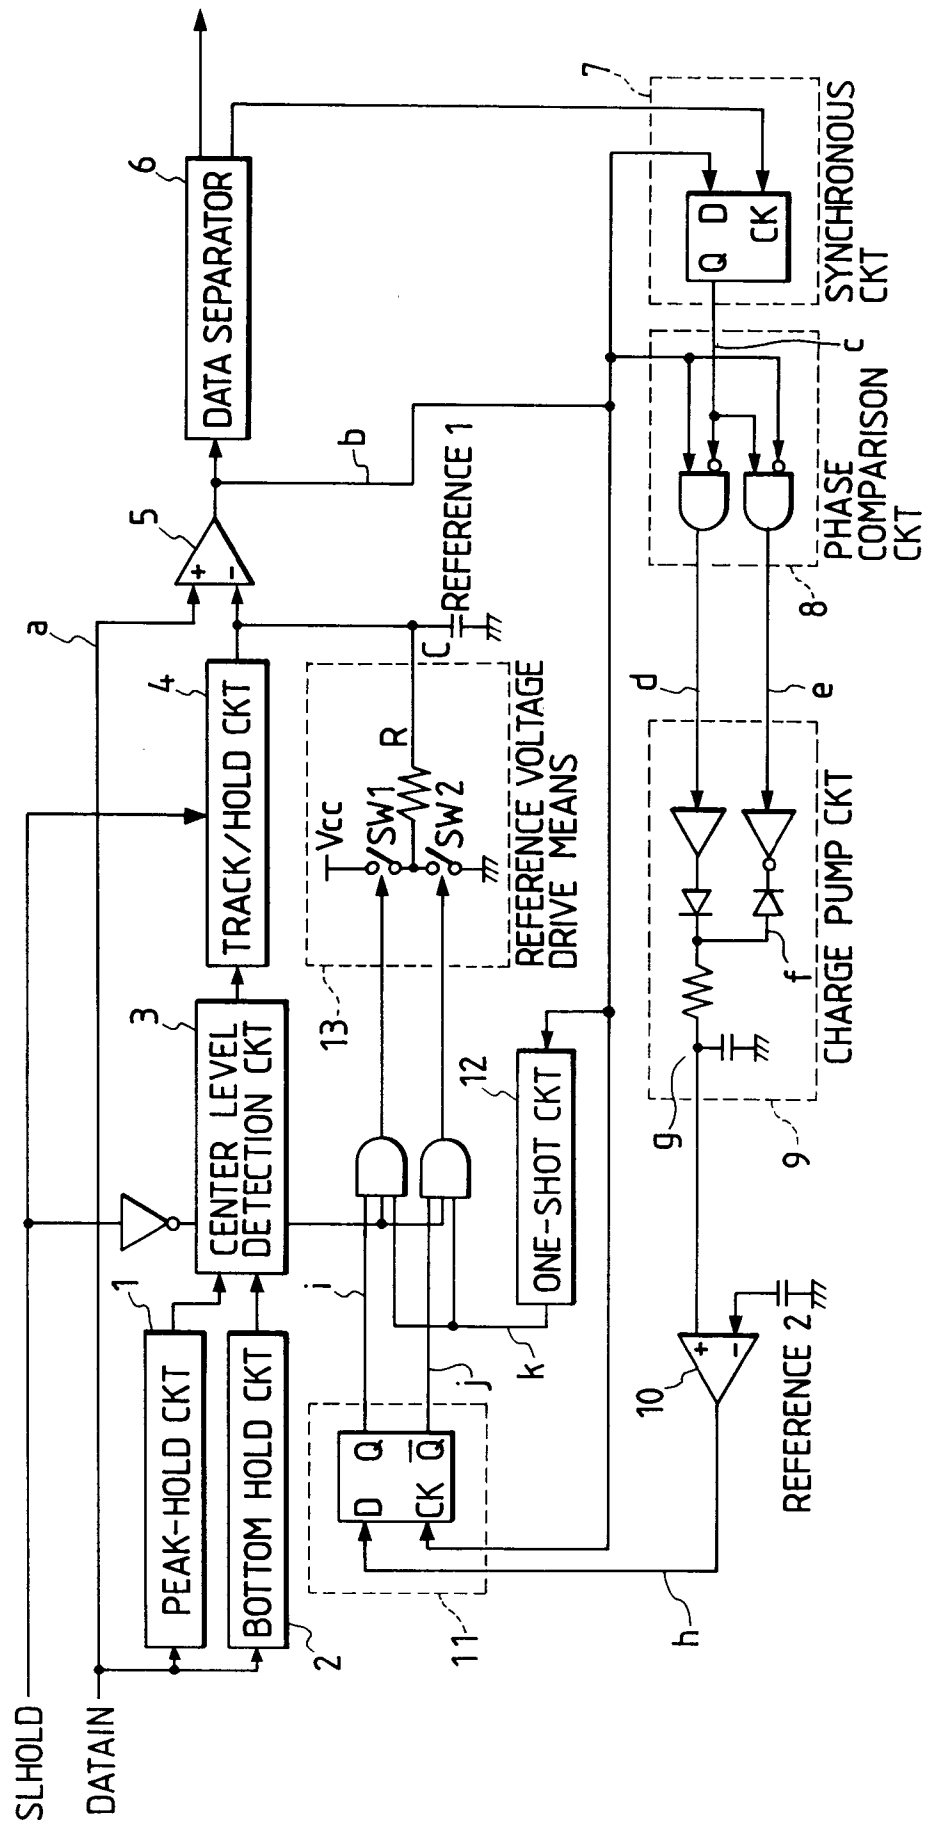 SLHOLD
DATAIN
a
1
PEAK-HOLD CKT
2
BOTTOM HOLD CKT
3
CENTER LEVEL
DETECTION CKT
4
TRACK/HOLD CKT
5
+
−
6
DATA SEPARATOR
b
C
REFERENCE 1
Vcc
SW1
R
SW2
REFERENCE VOLTAGE
DRIVE MEANS
13
i
j
k
12
ONE-SHOT CKT
D
Q
CK
Q̅
11
h
10
+
−
REFERENCE 2
g
f
9
CHARGE PUMP CKT
d
e
8
PHASE
COMPARISON
CKT
c
7
Q
D
CK
SYNCHRONOUS
CKT